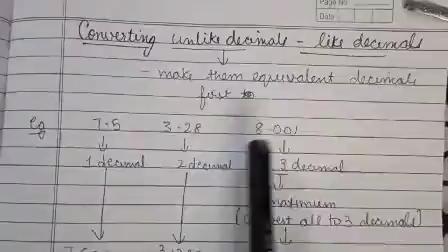 Page No
Date
Converting unlike decimals - like decimals
- make them equivalent decimals
first
eg 7.5 3.28 8.001
1 decimal 2 decimal 3 decimal
all to 3 decimals]